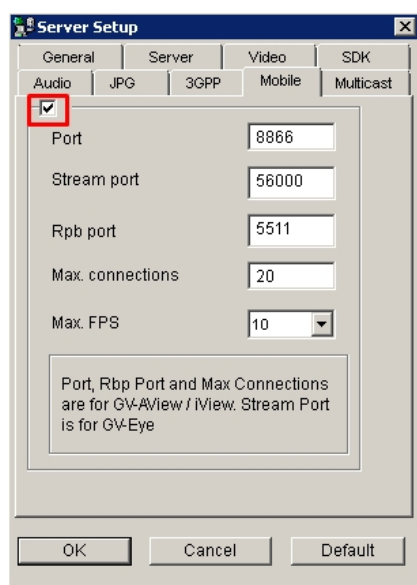 Server Setup
General Server Video SDK
Audio JPG 3GPP Mobile Multicast
Port 8866
Stream port 56000
Rpb port 5511
Max. connections 20
Max. FPS 10
Port, Rbp Port and Max Connections
are for GV-AView / iView. Stream Port
is for GV-Eye
OK Cancel Default